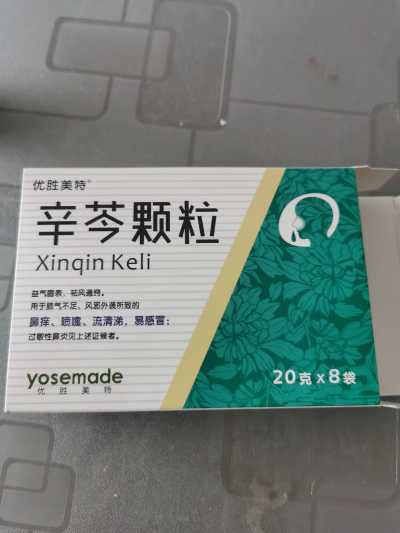 优胜美特®
辛芩颗粒
Xinqin Keli
益气固表，祛风通窍。
用于肺气不足、风邪外袭所致的
鼻痒、喷嚏、流清涕，易感冒；
过敏性鼻炎见上述证候者。
yosemade
优胜美特
20克x8袋